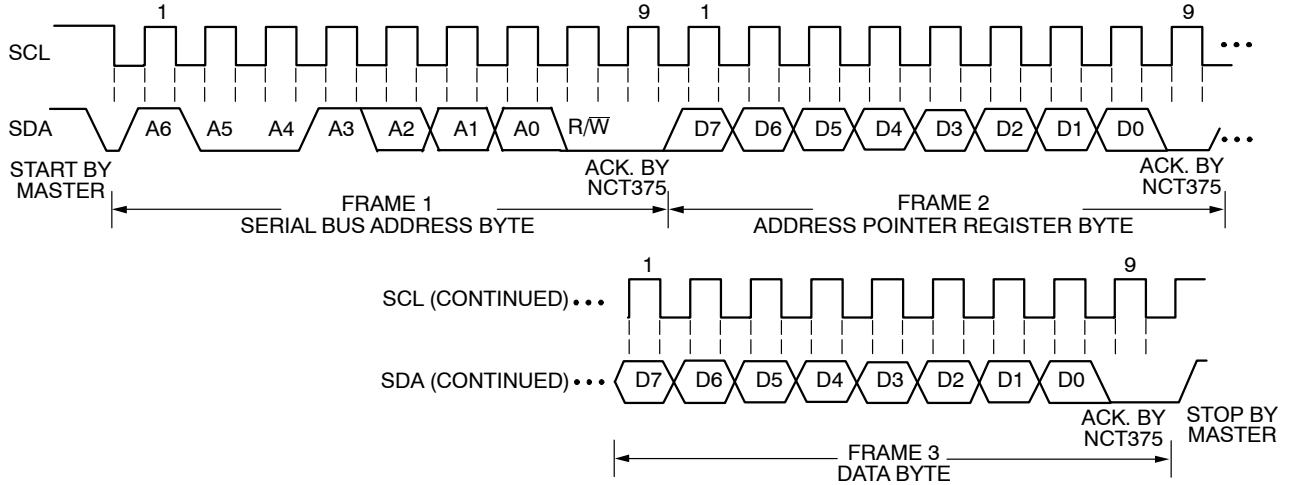 1 9 1 9
SCL
SDA A6 A5 A4 A3 A2 A1 A0 R/W̅ D7 D6 D5 D4 D3 D2 D1 D0
START BY
MASTER
ACK. BY
NCT375
ACK. BY
NCT375
FRAME 1
SERIAL BUS ADDRESS BYTE
FRAME 2
ADDRESS POINTER REGISTER BYTE
1 9
SCL (CONTINUED)
SDA (CONTINUED) D7 D6 D5 D4 D3 D2 D1 D0
ACK. BY
NCT375
STOP BY
MASTER
FRAME 3
DATA BYTE